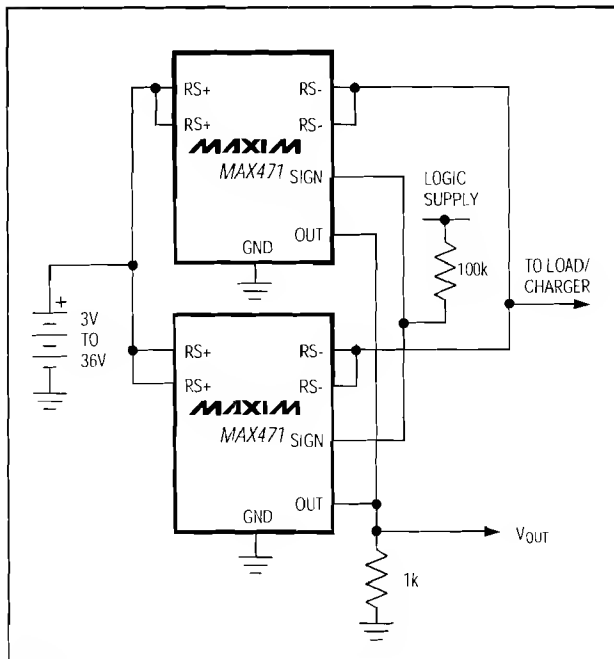 RS+
RS-
RS+
RS-
MAXIM
MAX471
SIGN
OUT
GND
LOGIC
SUPPLY
100k
TO LOAD/
CHARGER
+
3V
TO
36V
RS+
RS-
RS+
RS-
MAXIM
MAX471
SIGN
OUT
GND
VOUT
1k